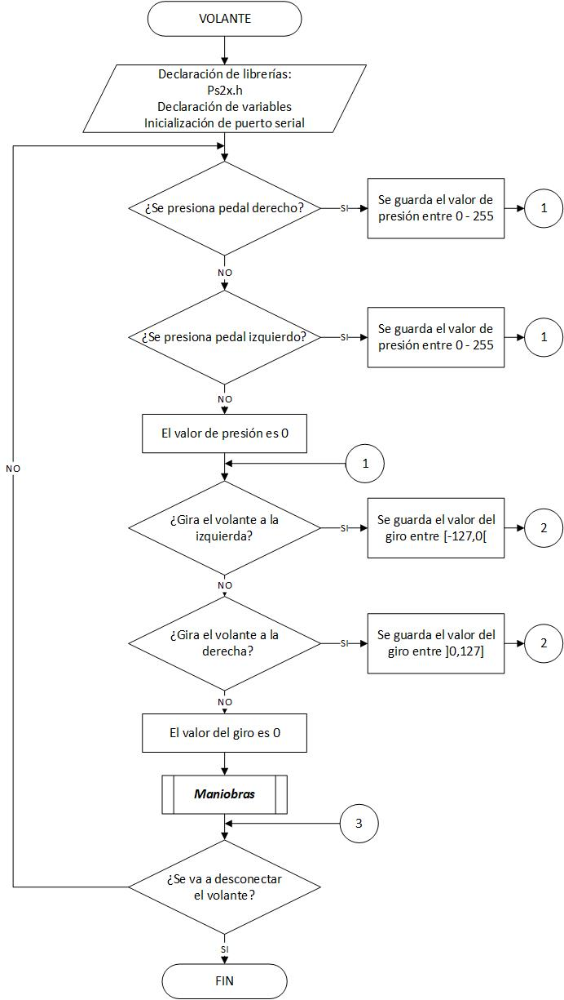 VOLANTE
Declaración de librerías:
Ps2x.h
Declaración de variables
Inicialización de puerto serial
¿Se presiona pedal derecho?
SI
Se guarda el valor de
presión entre 0 - 255
1
NO
¿Se presiona pedal izquierdo?
SI
Se guarda el valor de
presión entre 0 - 255
1
NO
El valor de presión es 0
1
NO
¿Gira el volante a la
izquierda?
SI
Se guarda el valor del
giro entre [-127,0[
2
NO
¿Gira el volante a la
derecha?
SI
Se guarda el valor del
giro entre ]0,127]
2
NO
El valor del giro es 0
Maniobras
3
¿Se va a desconectar
el volante?
SI
FIN